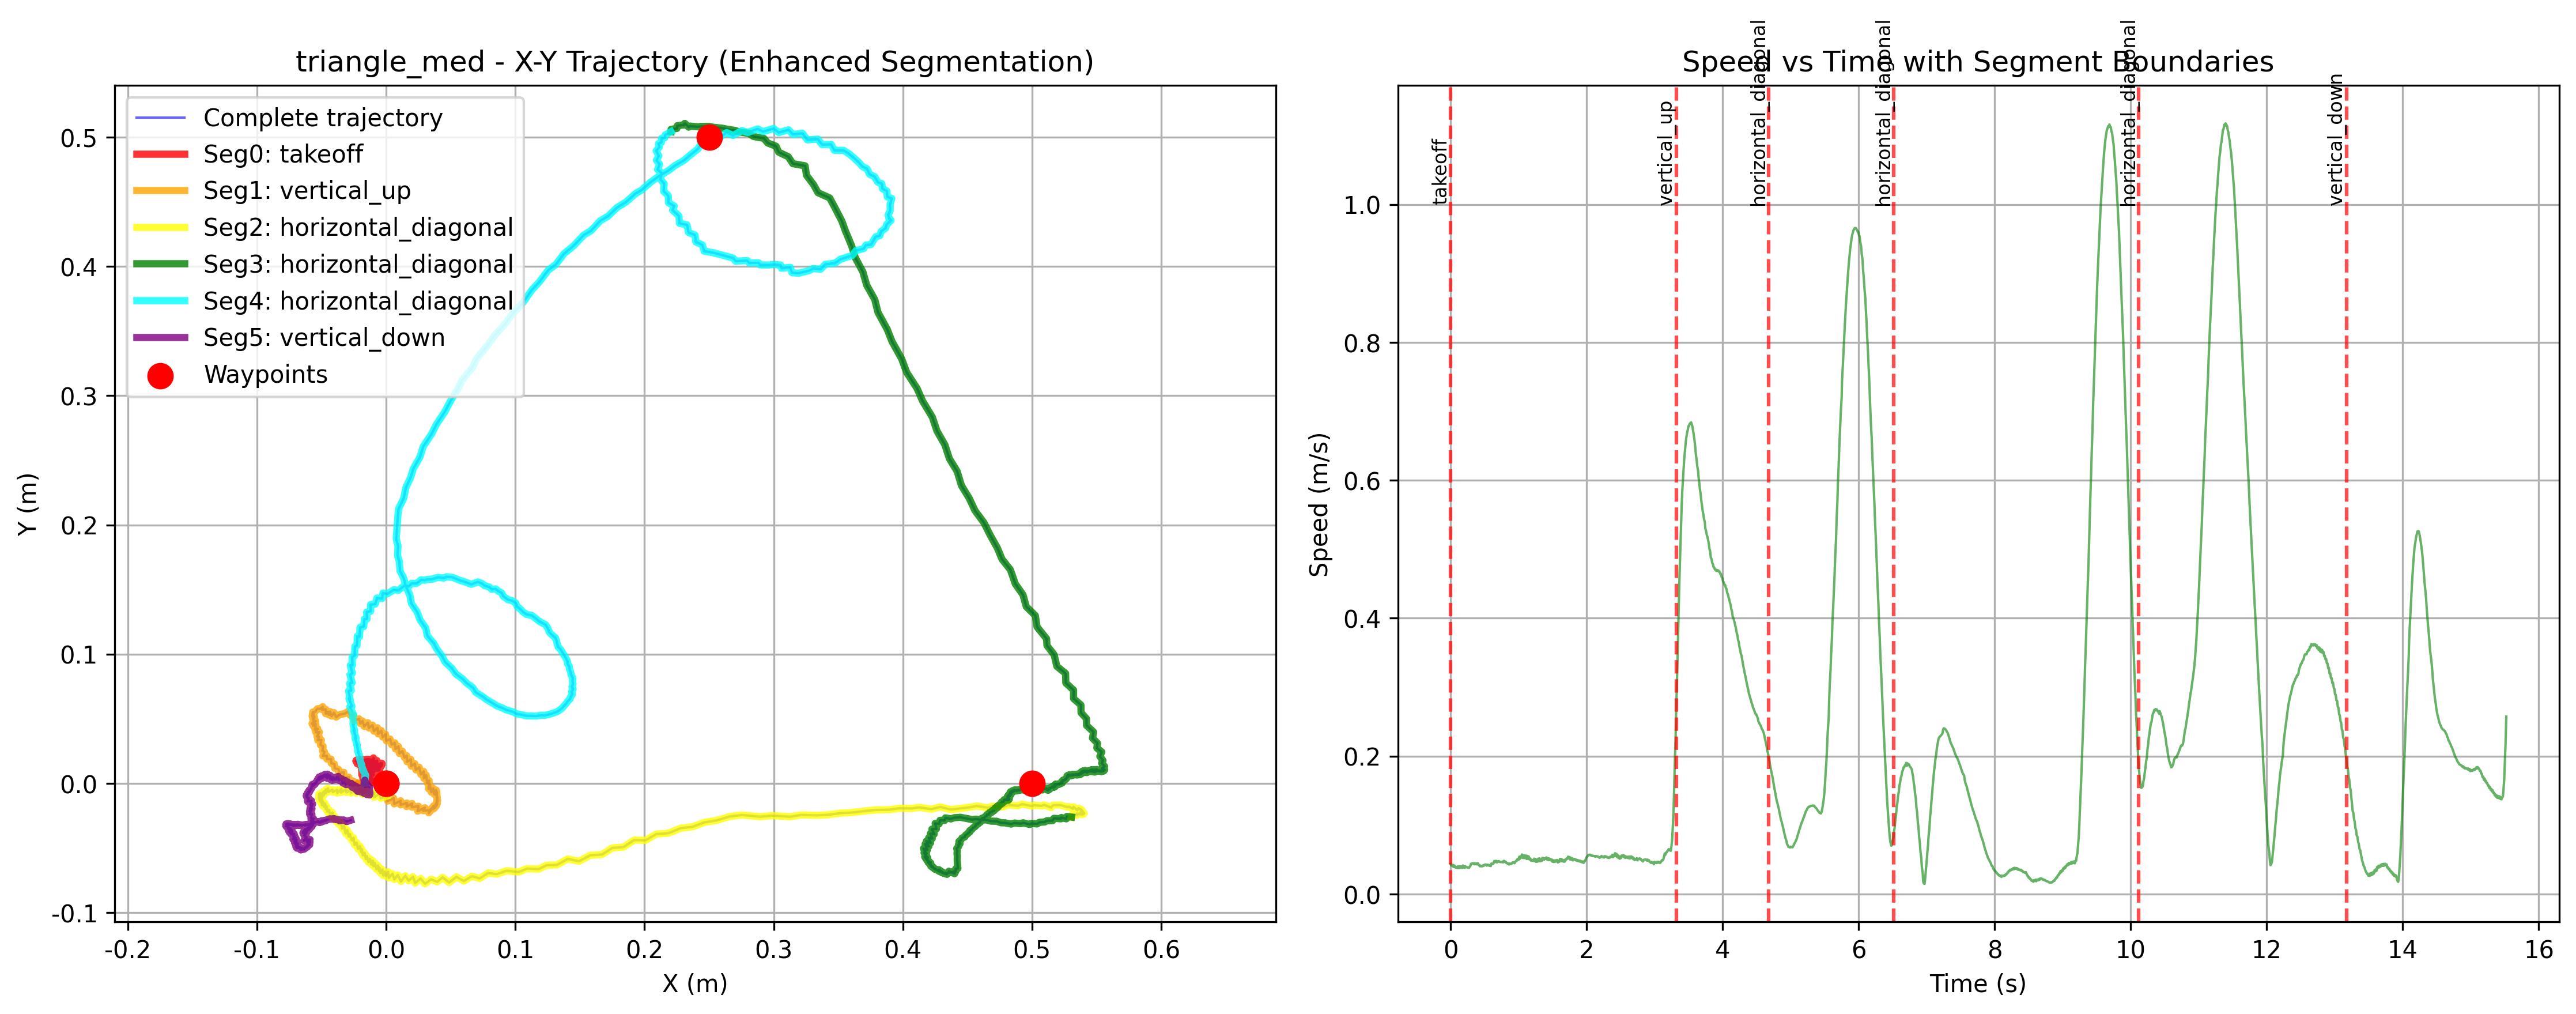 triangle_med - X-Y Trajectory (Enhanced Segmentation)
Complete trajectory
Seg0: takeoff
Seg1: vertical_up
Seg2: horizontal_diagonal
Seg3: horizontal_diagonal
Seg4: horizontal_diagonal
Seg5: vertical_down
Waypoints
Y (m)
0.5
0.4
0.3
0.2
0.1
0.0
-0.1
-0.2 -0.1 0.0 0.1 0.2 0.3 0.4 0.5 0.6
X (m)
Speed vs Time with Segment Boundaries
takeoff
vertical_up
horizontal_diagonal
horizontal_diagonal
horizontal_diagonal
vertical_down
Speed (m/s)
1.0
0.8
0.6
0.4
0.2
0.0
0 2 4 6 8 10 12 14 16
Time (s)